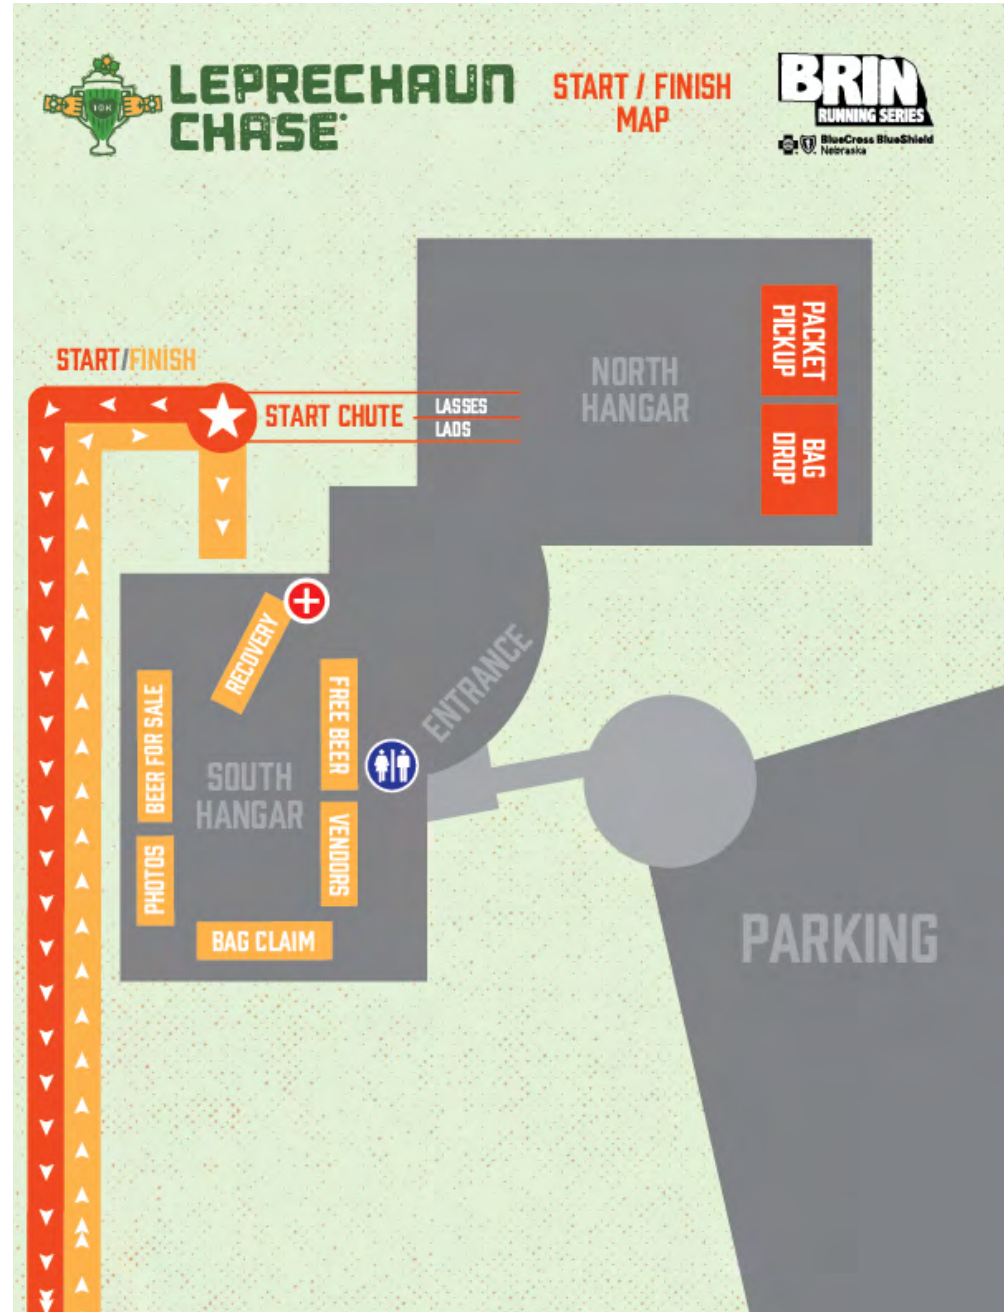 LEPRECHAUN
CHASE®
10K
START / FINISH
MAP
BRIN
RUNNING SERIES
BlueCross BlueShield
Nebraska
PACKET
PICKUP
NORTH
HANGAR
BAG
DROP
START/FINISH
START CHUTE
LASSES
LADS
RECOVERY
ENTRANCE
BEER FOR SALE
FREE BEER
SOUTH
HANGAR
PHOTOS
VENDORS
BAG CLAIM
PARKING